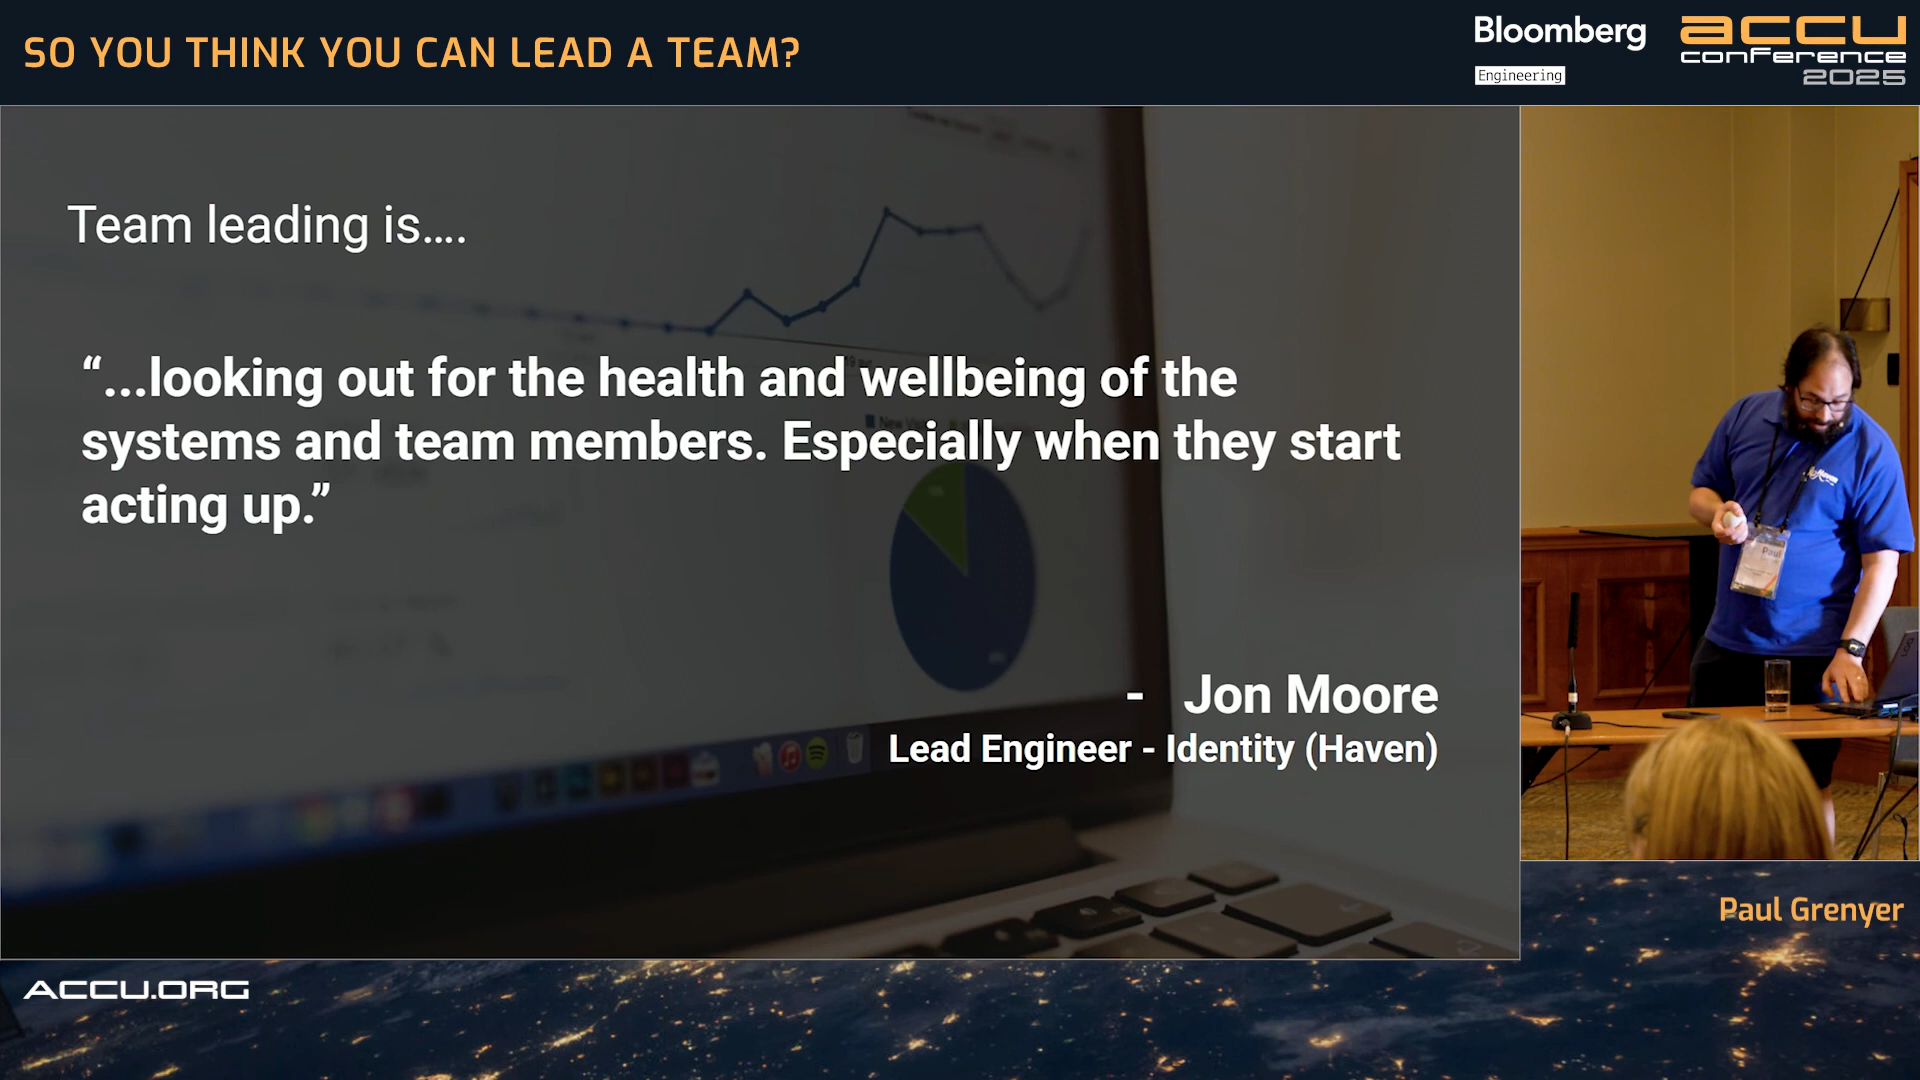 SO YOU THINK YOU CAN LEAD A TEAM?
Bloomberg
Engineering
accu
conference
2025
Team leading is....
“...looking out for the health and wellbeing of the
systems and team members. Especially when they start
acting up.”
- Jon Moore
Lead Engineer - Identity (Haven)
Paul
Paul Grenyer
ACCU.ORG